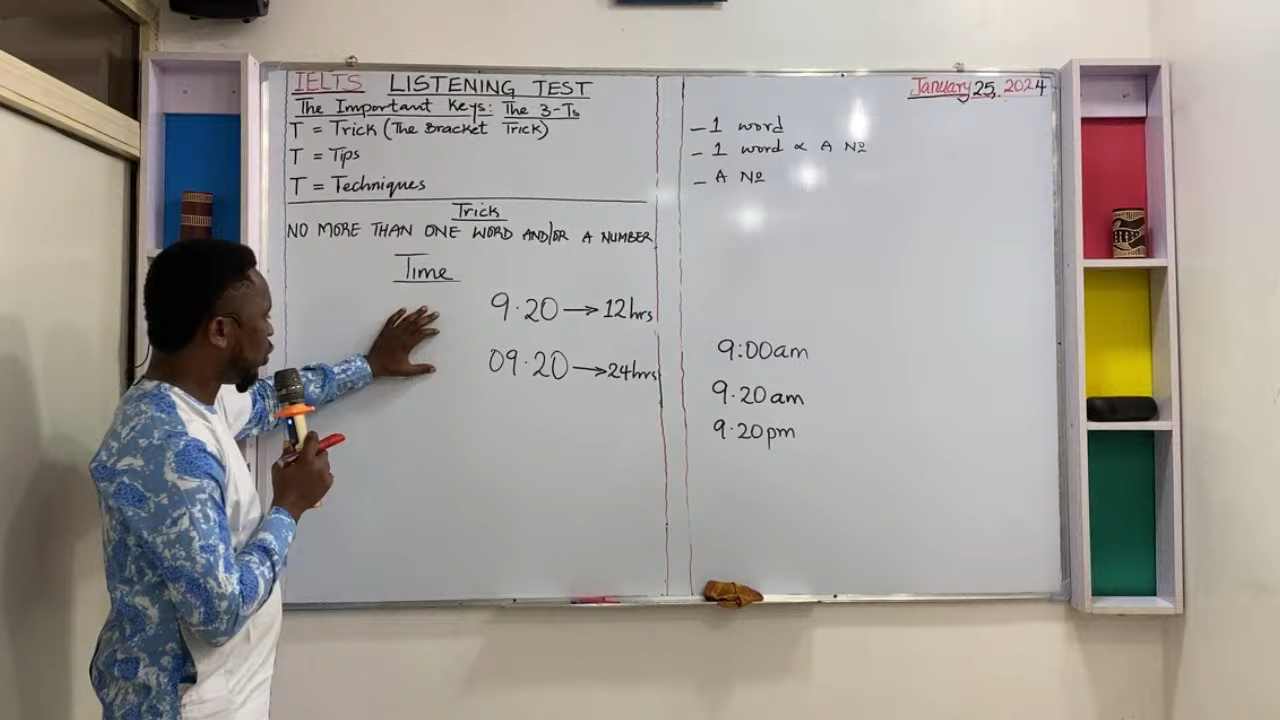 IELTS LISTENING TEST
The Important Keys: The 3-Ts
T = Trick (The Bracket Trick)
T = Tips
T = Techniques
Trick
NO MORE THAN ONE WORD AND/OR A NUMBER
Time
9.20 → 12hrs
09.20 → 24hrs
January 25, 2024
- 1 word
- 1 word & A Nº
- A Nº
9:00am
9.20am
9.20pm